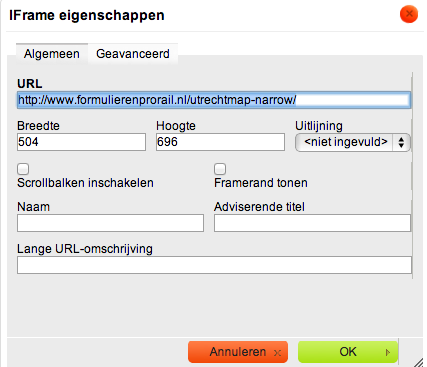 IFrame eigenschappen
Algemeen Geavanceerd
URL
http://www.formulierenprorail.nl/utrechtmap-narrow/
Breedte Hoogte Uitlijning
504 696 <niet ingevuld>
Scrollbalken inschakelen Framerand tonen
Naam Adviserende titel
Lange URL-omschrijving
Annuleren OK